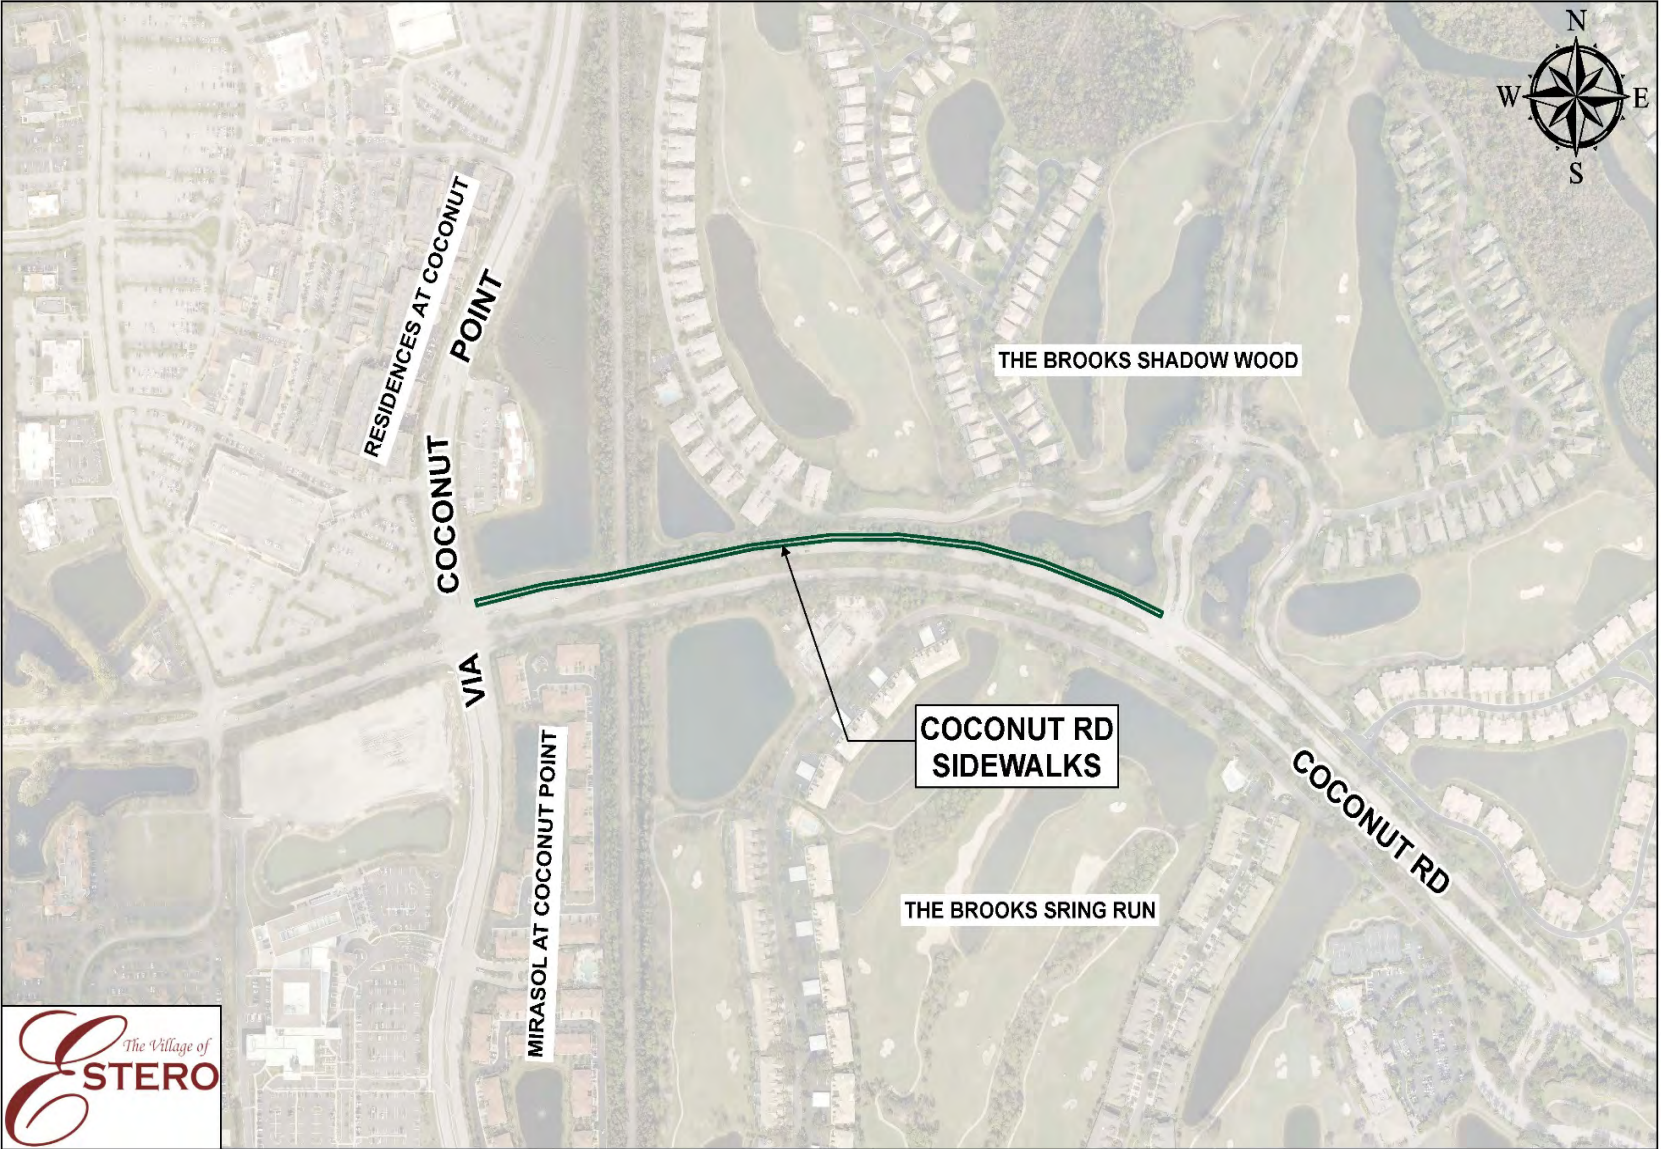 N
W E
S
RESIDENCES AT COCONUT
VIA COCONUT POINT
THE BROOKS SHADOW WOOD
COCONUT RD
SIDEWALKS
COCONUT RD
MIRASOL AT COCONUT POINT
THE BROOKS SRING RUN
The Village of
ESTERO